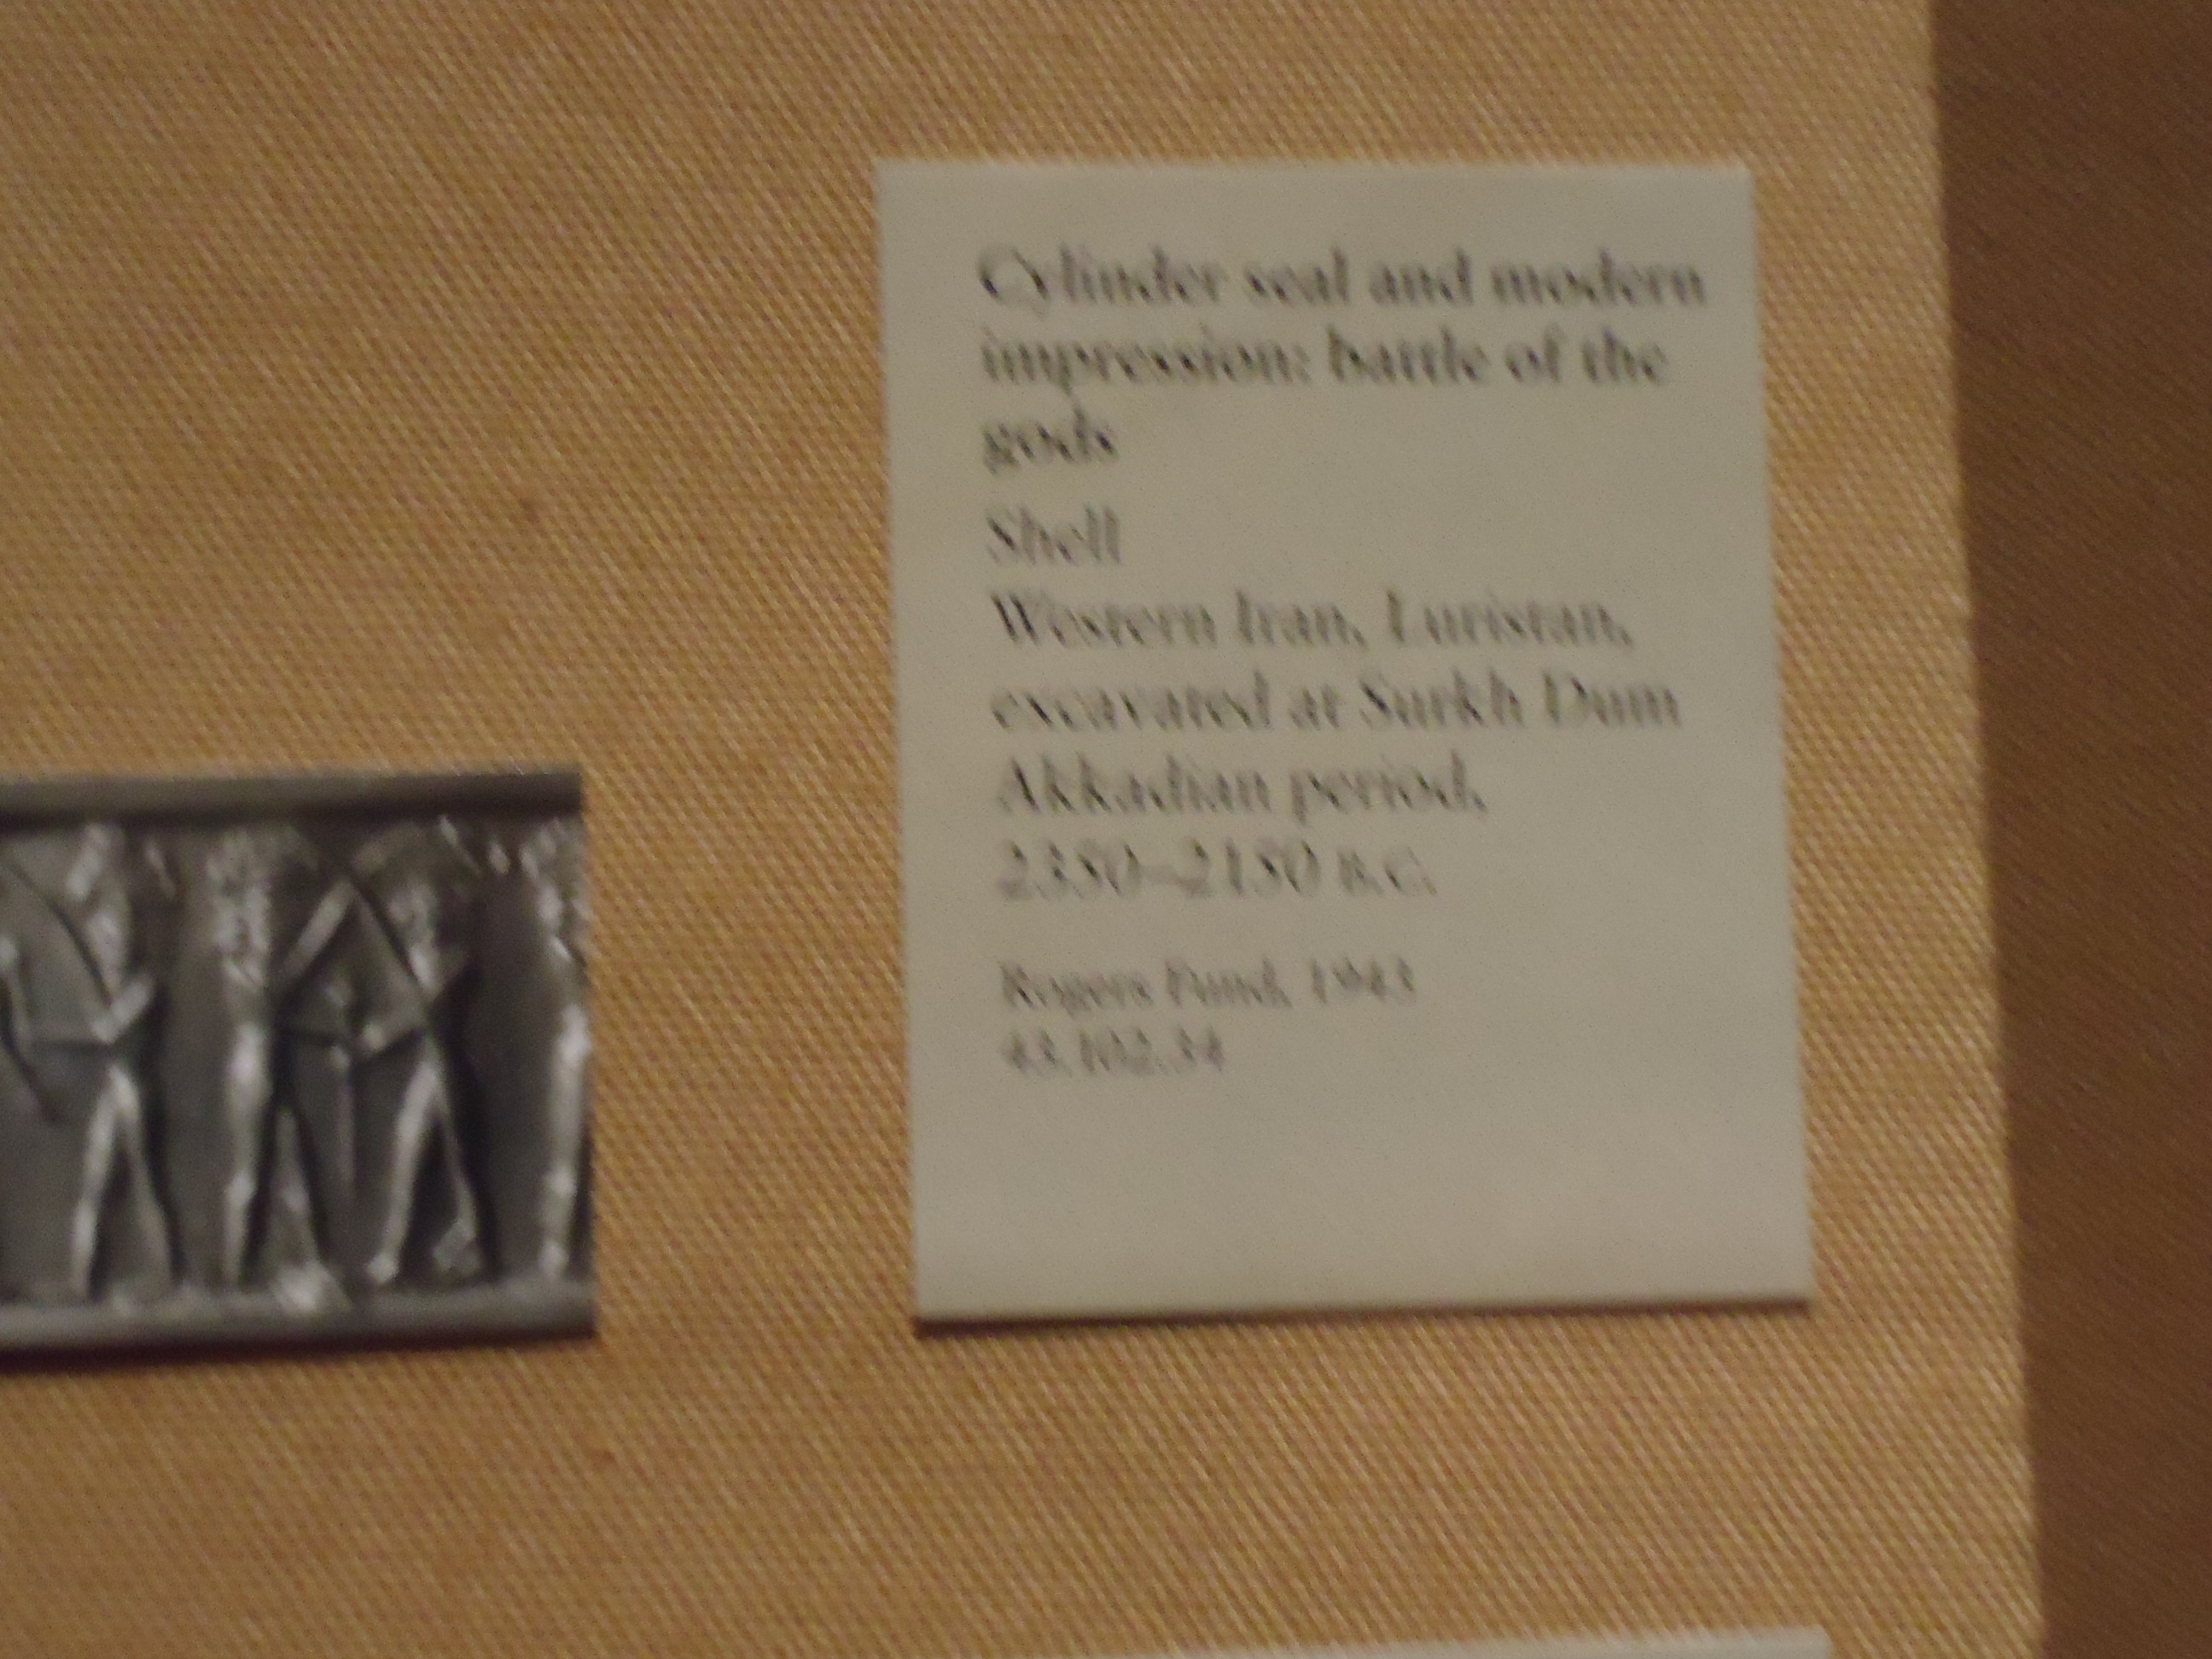 Cylinder seal and modern
impression: battle of the
gods
Shell
Western Iran, Luristan,
excavated at Surkh Dum
Akkadian period,
2350–2150 B.C.
Rogers Fund, 1943
43.102.34